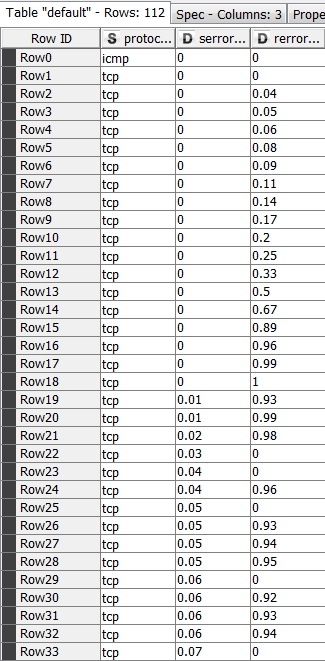 Table "default" - Rows: 112 Spec - Columns: 3 Prope
Row ID S protoc... D serror... D rerror...
Row0 icmp 0 0
Row1 tcp 0 0
Row2 tcp 0 0.04
Row3 tcp 0 0.05
Row4 tcp 0 0.06
Row5 tcp 0 0.08
Row6 tcp 0 0.09
Row7 tcp 0 0.11
Row8 tcp 0 0.14
Row9 tcp 0 0.17
Row10 tcp 0 0.2
Row11 tcp 0 0.25
Row12 tcp 0 0.33
Row13 tcp 0 0.5
Row14 tcp 0 0.67
Row15 tcp 0 0.89
Row16 tcp 0 0.96
Row17 tcp 0 0.99
Row18 tcp 0 1
Row19 tcp 0.01 0.93
Row20 tcp 0.01 0.99
Row21 tcp 0.02 0.98
Row22 tcp 0.03 0
Row23 tcp 0.04 0
Row24 tcp 0.04 0.96
Row25 tcp 0.05 0
Row26 tcp 0.05 0.93
Row27 tcp 0.05 0.94
Row28 tcp 0.05 0.95
Row29 tcp 0.06 0
Row30 tcp 0.06 0.92
Row31 tcp 0.06 0.93
Row32 tcp 0.06 0.94
Row33 tcp 0.07 0